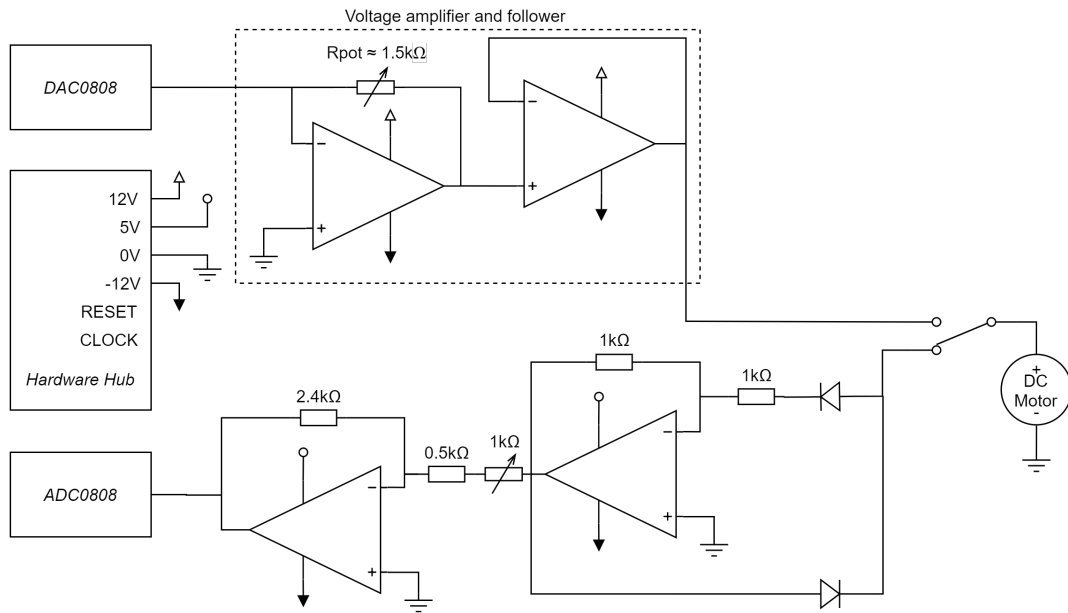 Voltage amplifier and follower
DAC0808
Rpot ≈ 1.5kΩ
−
+
−
+
12V
5V
0V
-12V
RESET
CLOCK
Hardware Hub
1kΩ
1kΩ
−
+
2.4kΩ
0.5kΩ
1kΩ
−
+
ADC0808
+
DC
Motor
-